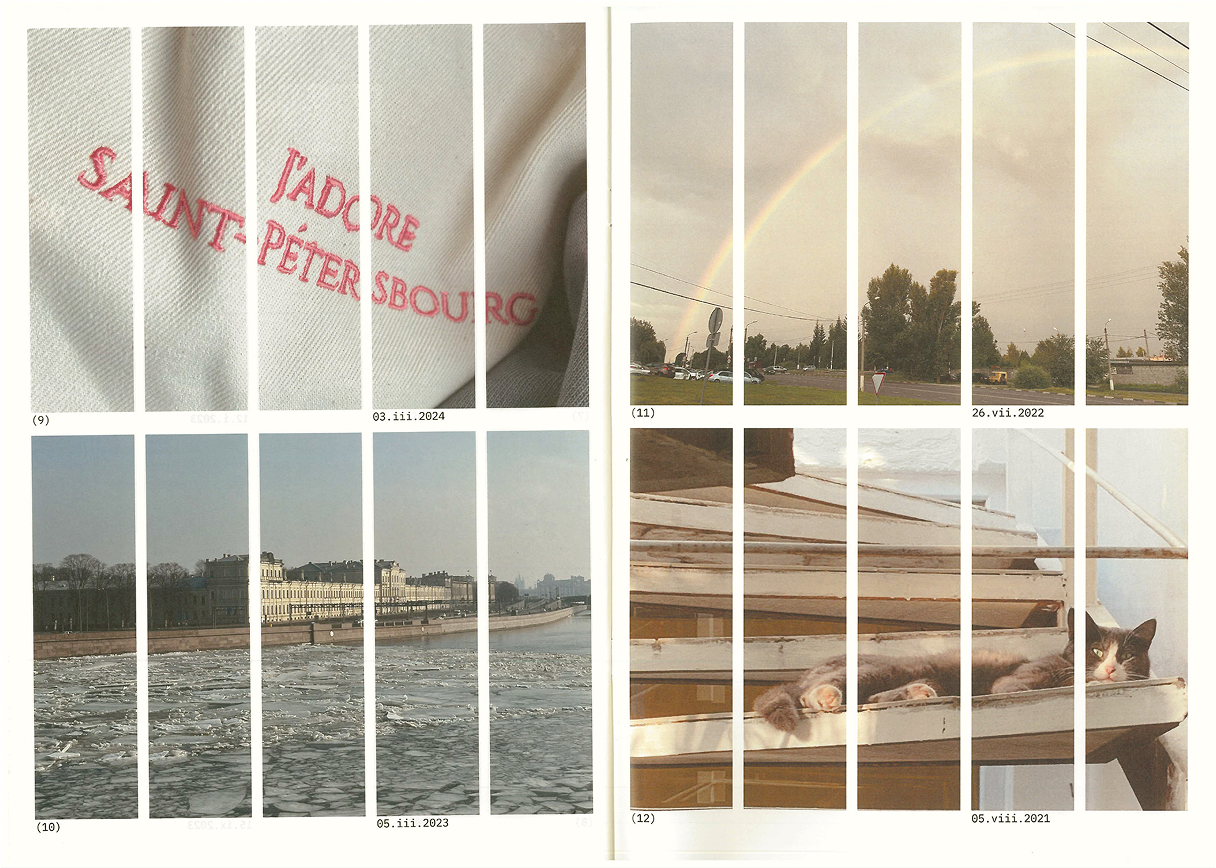 J'ADORE
SAINT-PÉTERSBOURG
(9)
03.iii.2024
(10)
05.iii.2023
(11)
26.vii.2022
(12)
05.viii.2021